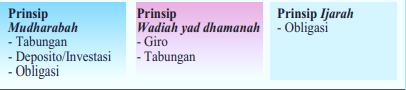 Prinsip
Mudharabah
- Tabungan
- Deposito/Investasi
- Obligasi
Prinsip
Wadiah yad dhamanah
- Giro
- Tabungan
Prinsip Ijarah
- Obligasi